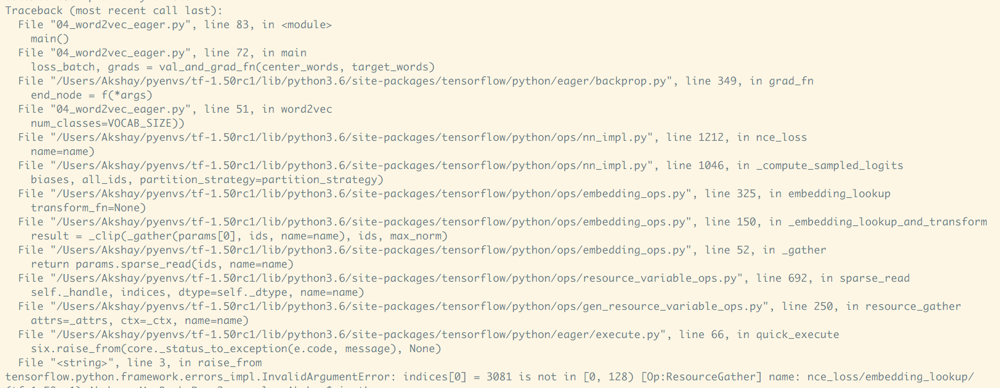 Traceback (most recent call last):
  File "04_word2vec_eager.py", line 83, in <module>
    main()
  File "04_word2vec_eager.py", line 72, in main
    loss_batch, grads = val_and_grad_fn(center_words, target_words)
  File "/Users/Akshay/pyenvs/tf-1.50rc1/lib/python3.6/site-packages/tensorflow/python/eager/backprop.py", line 349, in grad_fn
    end_node = f(*args)
  File "04_word2vec_eager.py", line 51, in word2vec
    num_classes=VOCAB_SIZE))
  File "/Users/Akshay/pyenvs/tf-1.50rc1/lib/python3.6/site-packages/tensorflow/python/ops/nn_impl.py", line 1212, in nce_loss
    name=name)
  File "/Users/Akshay/pyenvs/tf-1.50rc1/lib/python3.6/site-packages/tensorflow/python/ops/nn_impl.py", line 1046, in _compute_sampled_logits
    biases, all_ids, partition_strategy=partition_strategy)
  File "/Users/Akshay/pyenvs/tf-1.50rc1/lib/python3.6/site-packages/tensorflow/python/ops/embedding_ops.py", line 325, in embedding_lookup
    transform_fn=None)
  File "/Users/Akshay/pyenvs/tf-1.50rc1/lib/python3.6/site-packages/tensorflow/python/ops/embedding_ops.py", line 150, in _embedding_lookup_and_transform
    result = _clip(_gather(params[0], ids, name=name), ids, max_norm)
  File "/Users/Akshay/pyenvs/tf-1.50rc1/lib/python3.6/site-packages/tensorflow/python/ops/embedding_ops.py", line 52, in _gather
    return params.sparse_read(ids, name=name)
  File "/Users/Akshay/pyenvs/tf-1.50rc1/lib/python3.6/site-packages/tensorflow/python/ops/resource_variable_ops.py", line 692, in sparse_read
    self._handle, indices, dtype=self._dtype, name=name)
  File "/Users/Akshay/pyenvs/tf-1.50rc1/lib/python3.6/site-packages/tensorflow/python/ops/gen_resource_variable_ops.py", line 250, in resource_gather
    attrs=_attrs, ctx=_ctx, name=name)
  File "/Users/Akshay/pyenvs/tf-1.50rc1/lib/python3.6/site-packages/tensorflow/python/eager/execute.py", line 66, in quick_execute
    six.raise_from(core._status_to_exception(e.code, message), None)
  File "<string>", line 3, in raise_from
tensorflow.python.framework.errors_impl.InvalidArgumentError: indices[0] = 3081 is not in [0, 128) [Op:ResourceGather] name: nce_loss/embedding_lookup/